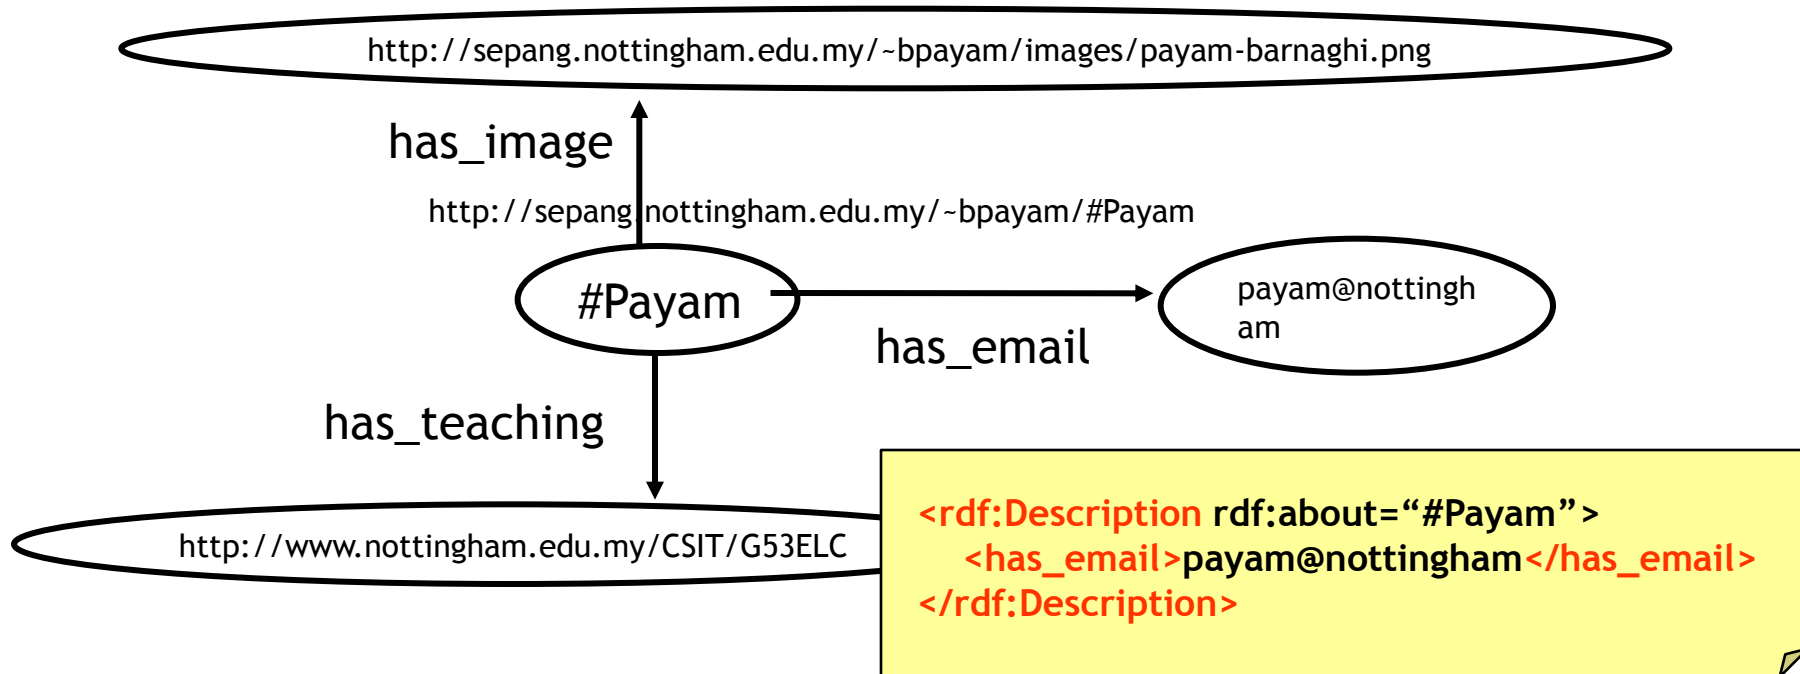 http://sepang.nottingham.edu.my/~bpayam/images/payam-barnaghi.png
has_image
http://sepang.nottingham.edu.my/~bpayam/#Payam
#Payam
payam@nottingh
am
has_email
has_teaching
http://www.nottingham.edu.my/CSIT/G53ELC
<rdf:Description rdf:about=“#Payam”>
<has_email>payam@nottingham</has_email>
</rdf:Description>